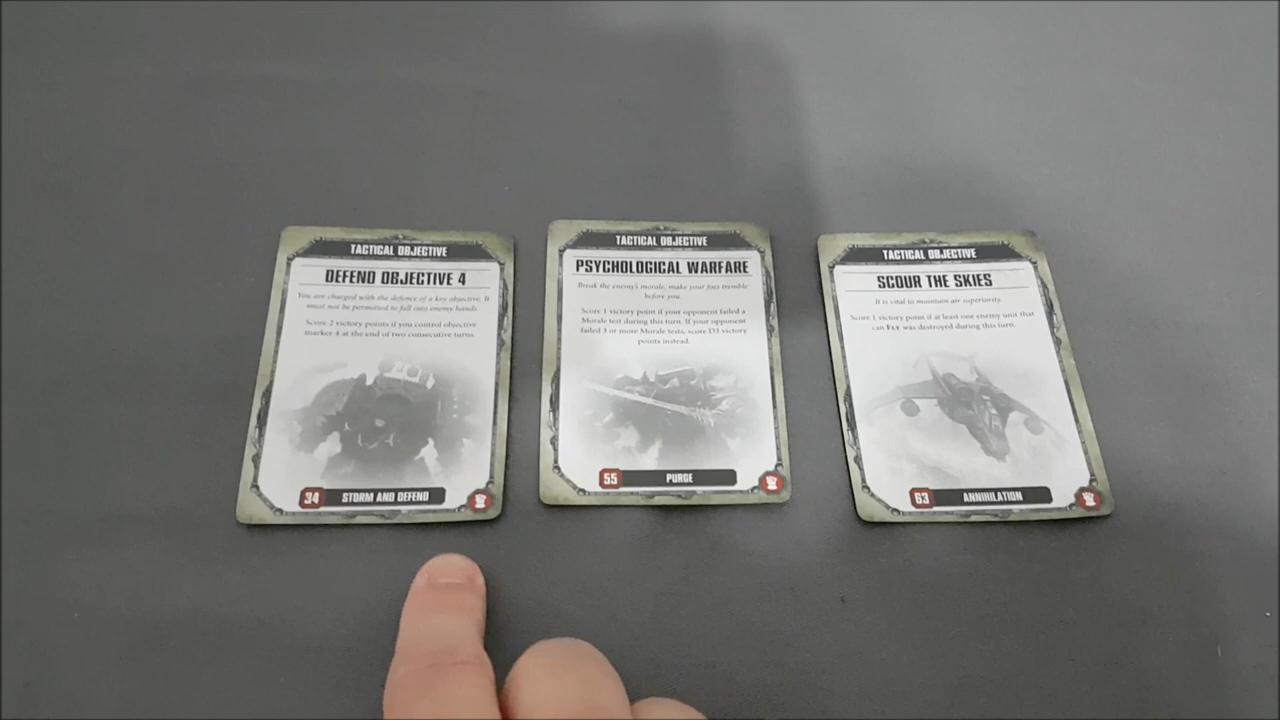 TACTICAL OBJECTIVE
DEFEND OBJECTIVE 4
You are charged with the defence of a key objective. It
must not be permitted to fall into enemy hands.
Score 2 victory points if you control objective
marker 4 at the end of two consecutive turns.
34 STORM AND DEFEND
TACTICAL OBJECTIVE
PSYCHOLOGICAL WARFARE
Break the enemy's morale, make your foes tremble
before you.
Score 1 victory point if your opponent failed a
Morale test during this turn. If your opponent
failed 3 or more Morale tests, score D3 victory
points instead.
55 PURGE
TACTICAL OBJECTIVE
SCOUR THE SKIES
It is vital to maintain air superiority.
Score 1 victory point if at least one enemy unit that
can FLY was destroyed during this turn.
63 ANNIHILATION